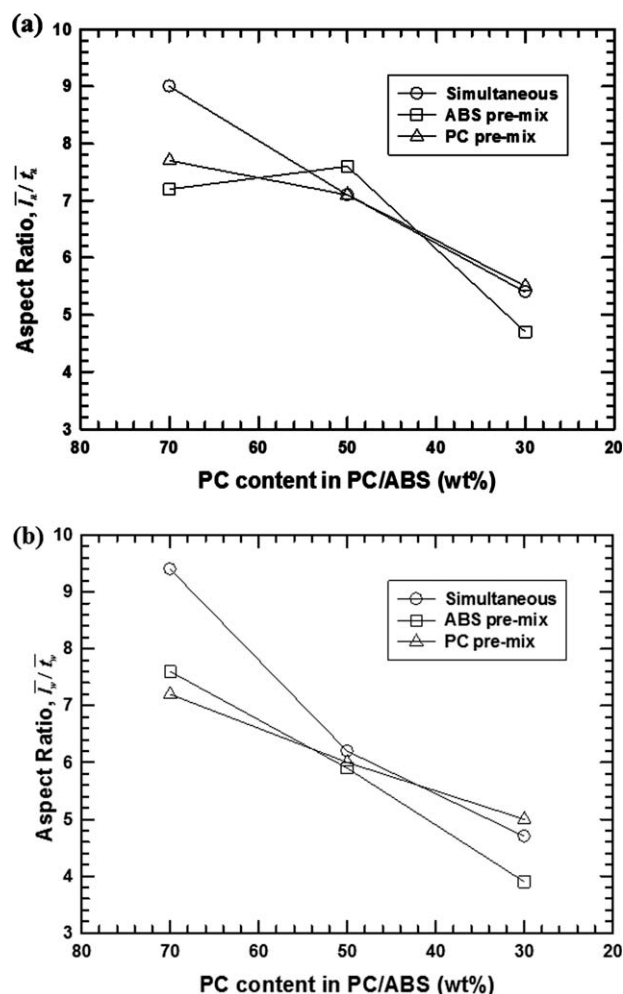 (a)
10
9
8
7
6
5
4
3
Aspect Ratio, l̅ₙ/t̅ₙ
Simultaneous
ABS pre-mix
PC pre-mix
80 70 60 50 40 30 20
PC content in PC/ABS (wt%)
(b)
10
9
8
7
6
5
4
3
Aspect Ratio, l̅w/t̅w
Simultaneous
ABS pre-mix
PC pre-mix
80 70 60 50 40 30 20
PC content in PC/ABS (wt%)